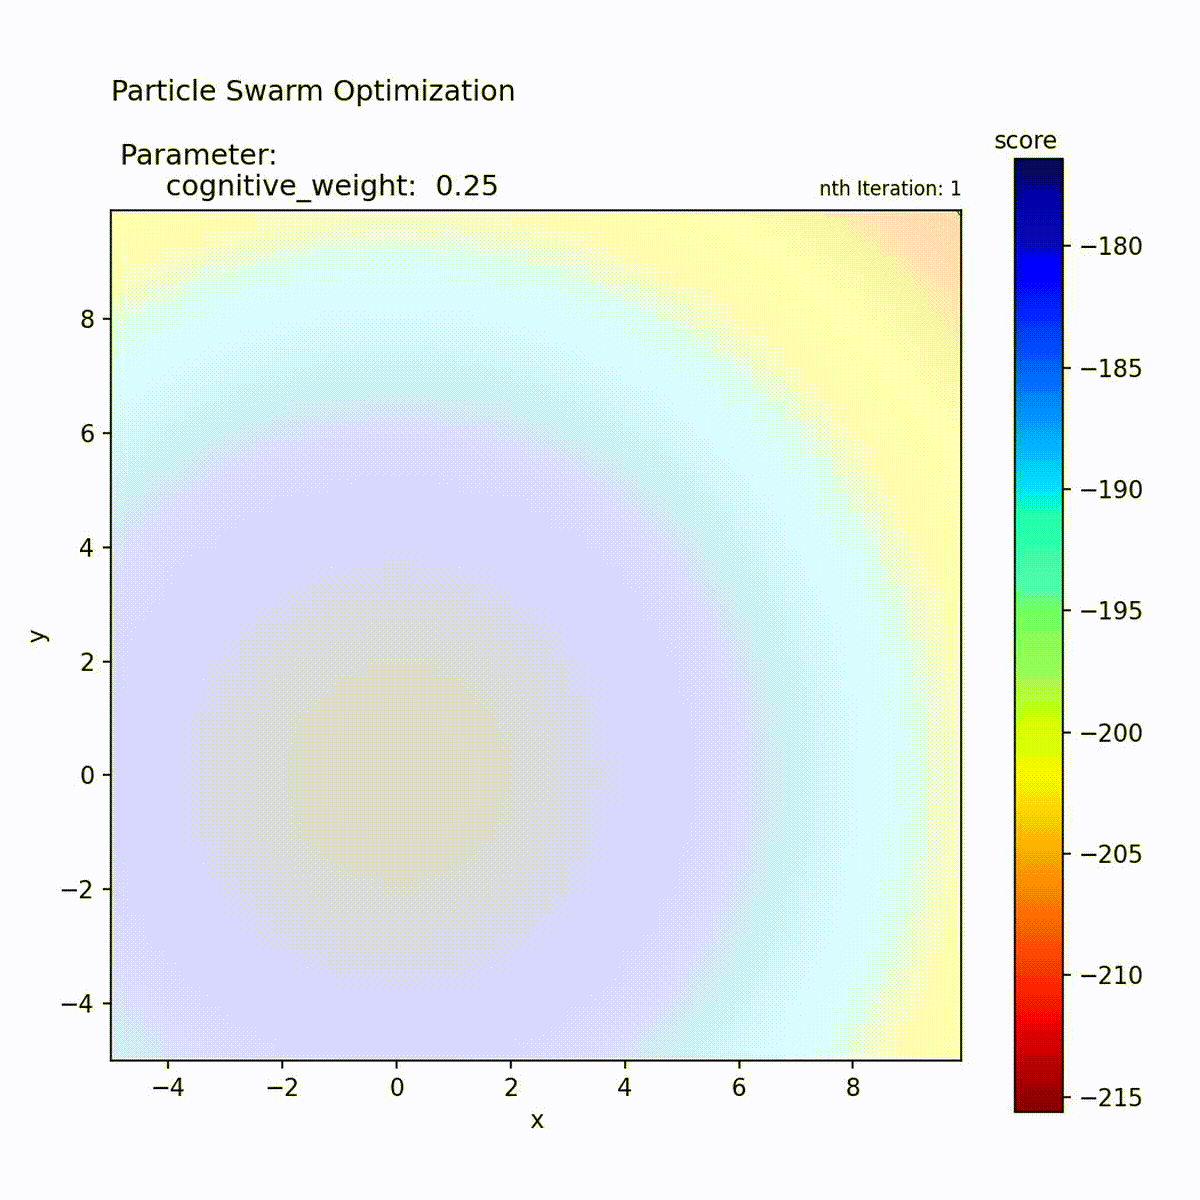 Particle Swarm Optimization
Parameter:
cognitive_weight: 0.25
nth Iteration: 1
score
−180
−185
−190
−195
−200
−205
−210
−215
8
6
4
2
0
−2
−4
y
−4 −2 0 2 4 6 8
x